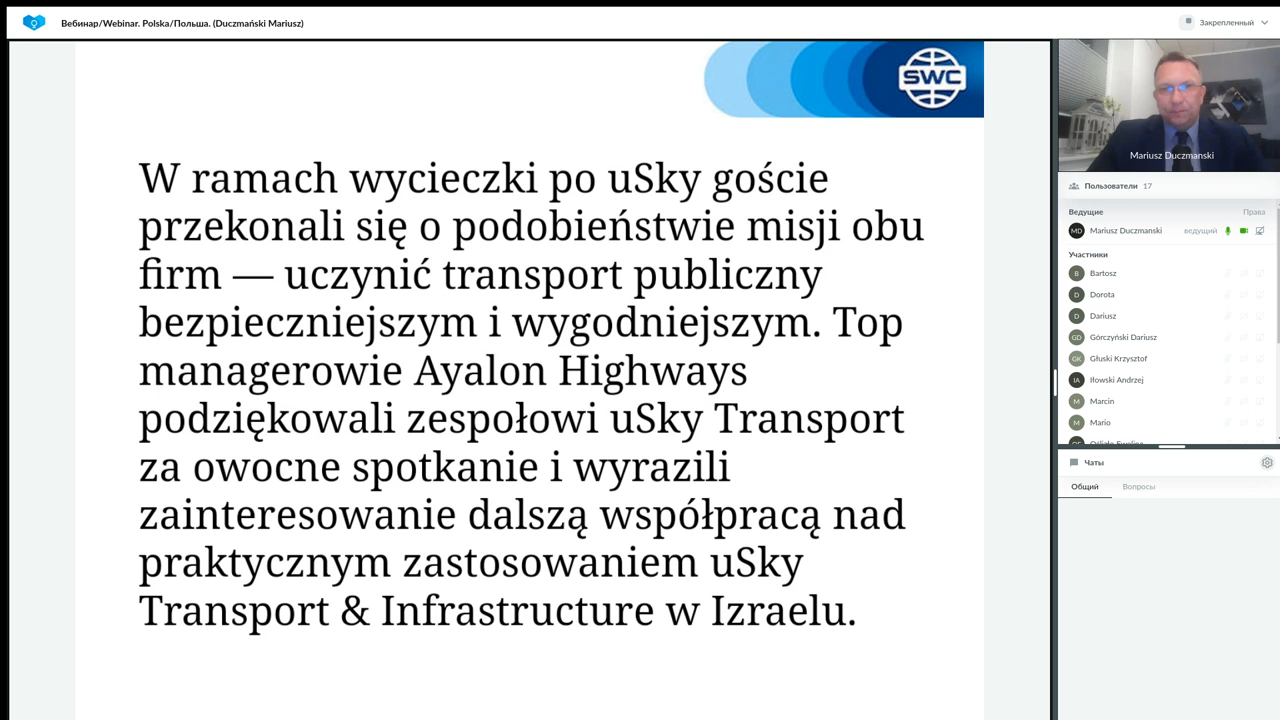 Вебинар/Webinar. Polska/Польша. (Duczmański Mariusz)
Закрепленный
SWC
W ramach wycieczki po uSky goście
przekonali się o podobieństwie misji obu
firm — uczynić transport publiczny
bezpieczniejszym i wygodniejszym. Top
managerowie Ayalon Highways
podziękowali zespołowi uSky Transport
za owocne spotkanie i wyrazili
zainteresowanie dalszą współpracą nad
praktycznym zastosowaniem uSky
Transport & Infrastructure w Izraelu.
Mariusz Duczmanski
Пользователи 17
Ведущие Права
MD Mariusz Duczmanski ведущий
Участники
B Bartosz
D Dorota
D Dariusz
GD Górczyński Dariusz
GK Głuski Krzysztof
IA Iłowski Andrzej
M Marcin
M Mario
Чаты
Общий Вопросы